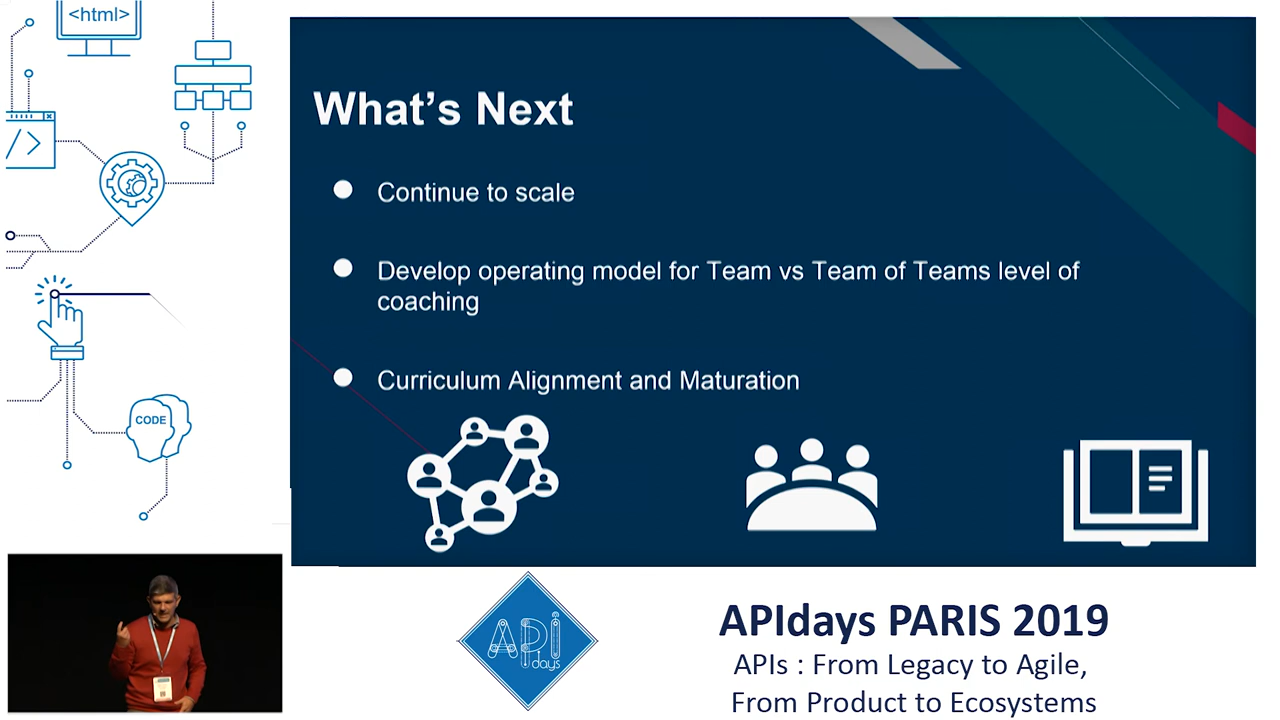 <html>
</>
CODE
What’s Next
Continue to scale
Develop operating model for Team vs Team of Teams level of
coaching
Curriculum Alignment and Maturation
API
days
APIdays PARIS 2019
APIs : From Legacy to Agile,
From Product to Ecosystems